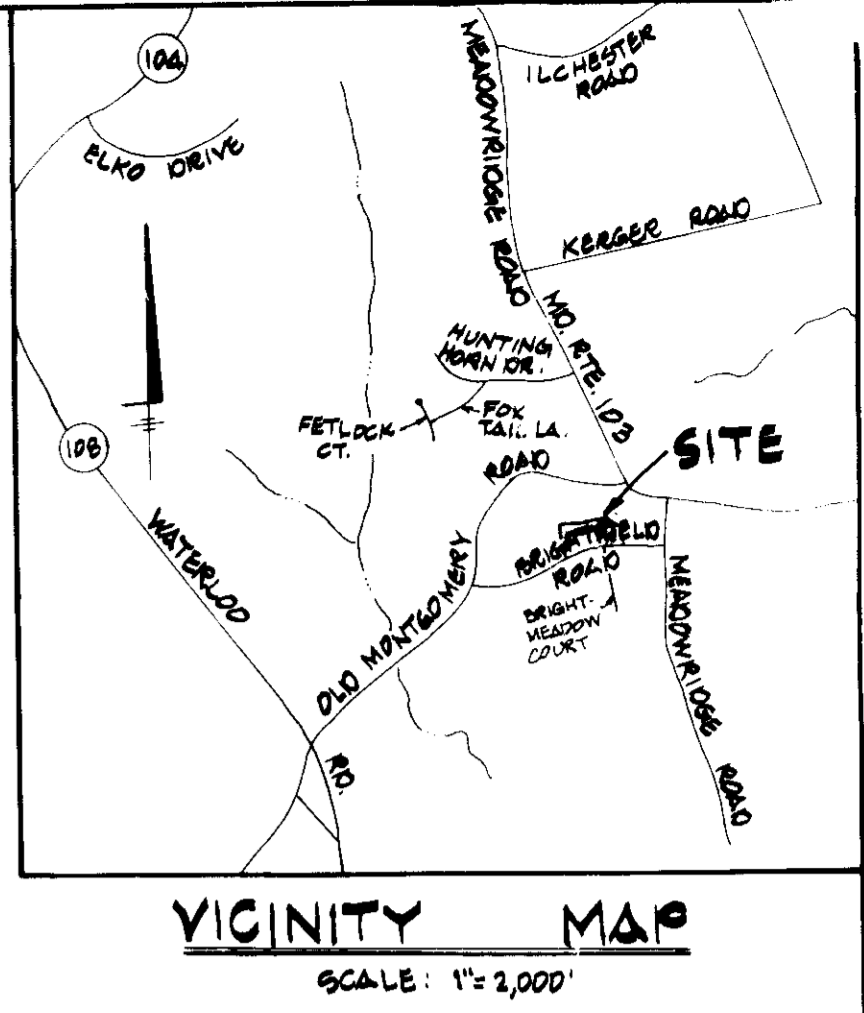 104
ELKO DRIVE
MEADOWRIDGE ROAD
ILCHESTER
ROAD
KERGER ROAD
MD. RTE. 103
HUNTING
HORN DR.
FETLOCK
CT.
FOX
TAIL LA.
108
WATERLOO
RD.
SITE
OLD MONTGOMERY
ROAD
BRIGHTFIELD
ROAD
BRIGHT-
MEADOW
COURT
MEADOWRIDGE ROAD
VICINITY MAP
SCALE: 1"= 2,000'